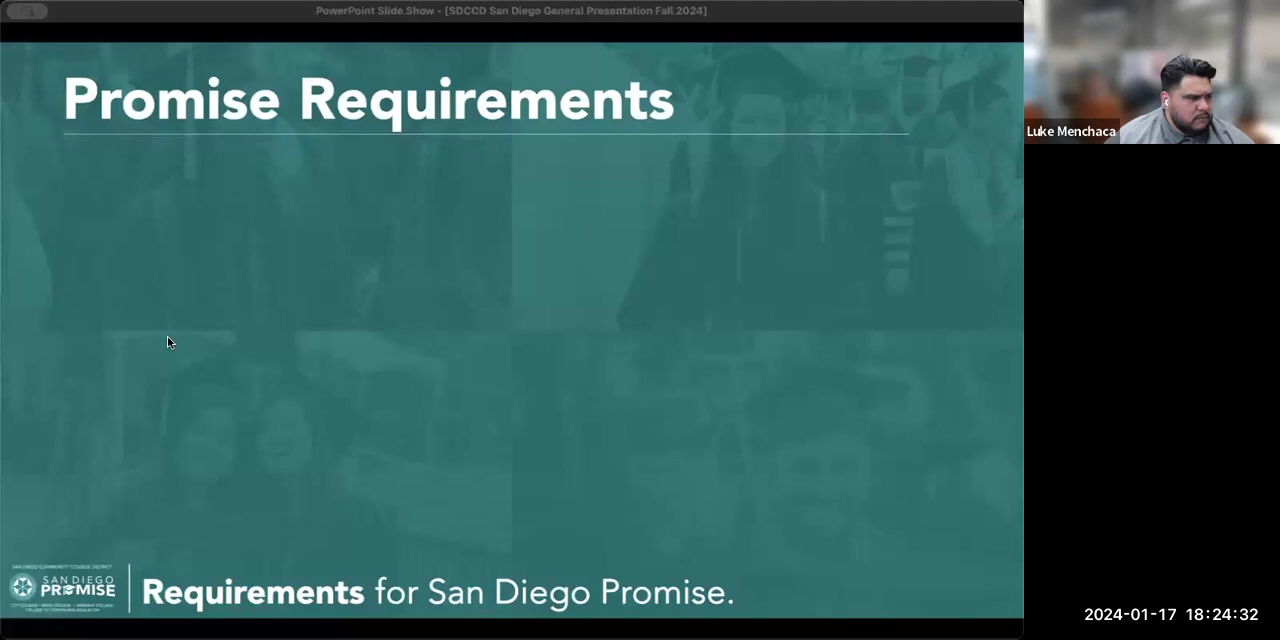 PowerPoint Slide Show - [SDCCD San Diego General Presentation Fall 2024]
Promise Requirements
Luke Menchaca
SAN DIEGO COMMUNITY COLLEGE DISTRICT
SAN DIEGO
PROMISE
Requirements for San Diego Promise.
2024-01-17 18:24:32